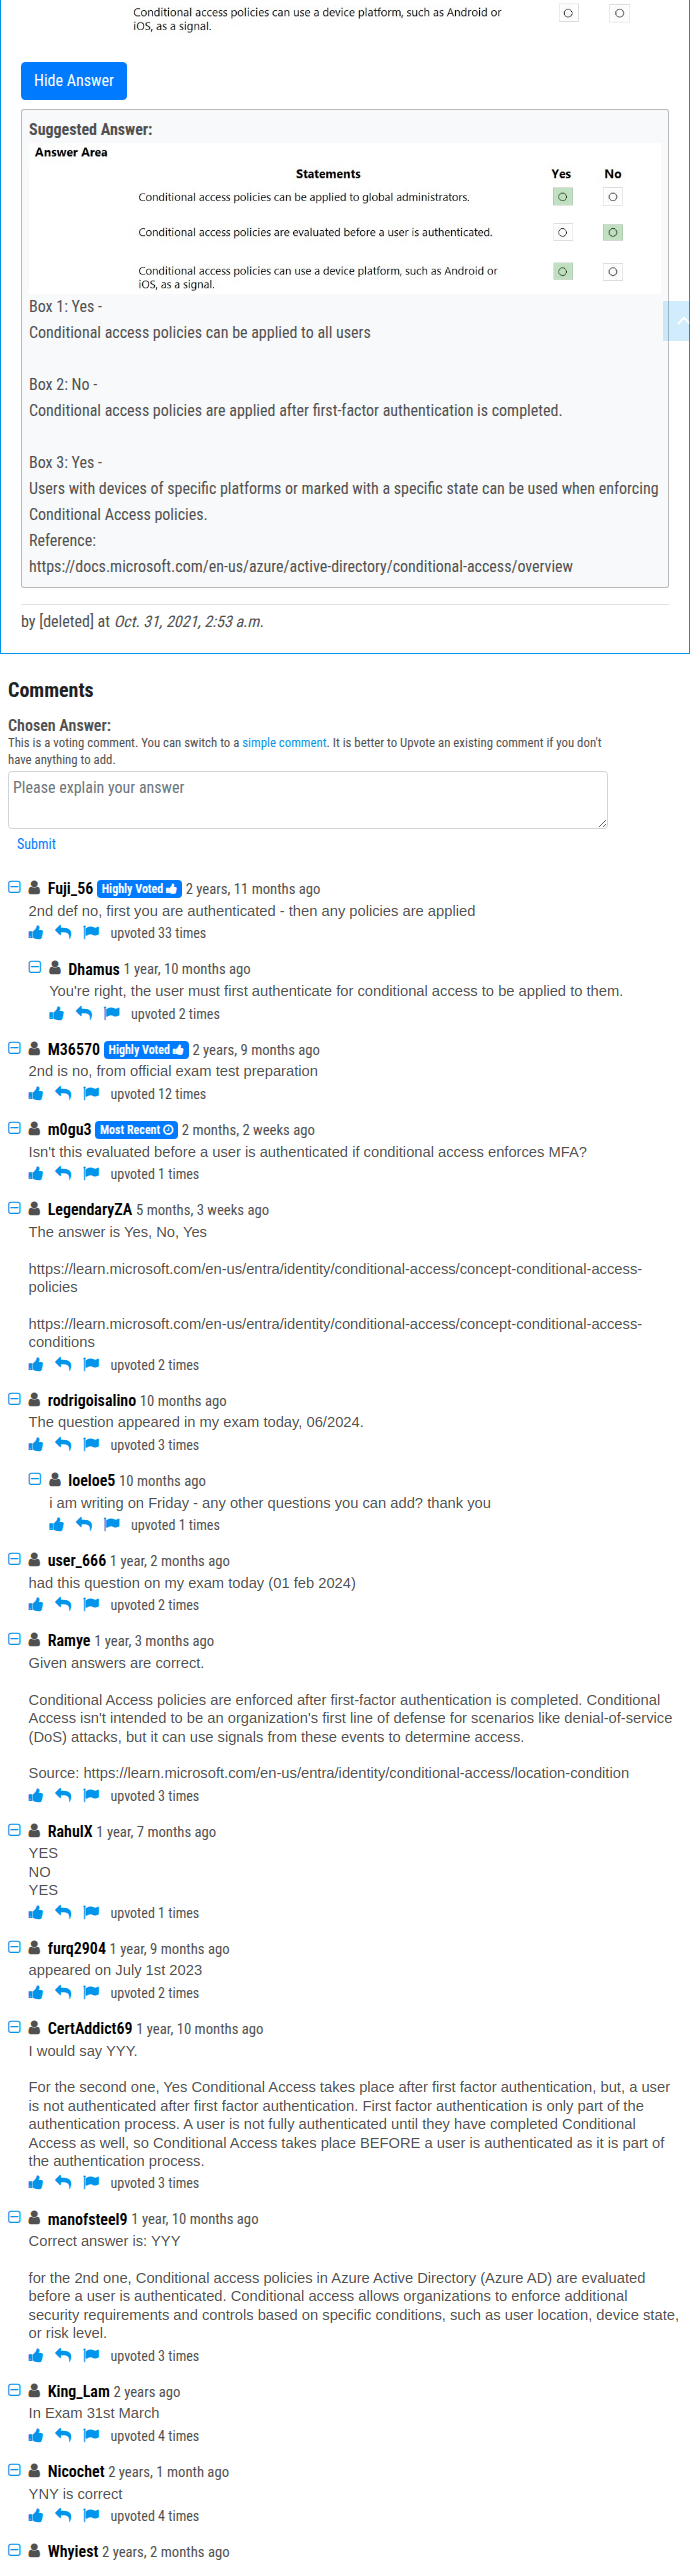 Conditional access policies can use a device platform, such as Android or
iOS, as a signal.
Hide Answer
Suggested Answer:
Answer Area
Statements Yes No
Conditional access policies can be applied to global administrators.
Conditional access policies are evaluated before a user is authenticated.
Conditional access policies can use a device platform, such as Android or
iOS, as a signal.
Box 1: Yes -
Conditional access policies can be applied to all users
Box 2: No -
Conditional access policies are applied after first-factor authentication is completed.
Box 3: Yes -
Users with devices of specific platforms or marked with a specific state can be used when enforcing
Conditional Access policies.
Reference:
https://docs.microsoft.com/en-us/azure/active-directory/conditional-access/overview
by [deleted] at Oct. 31, 2021, 2:53 a.m.
Comments
Chosen Answer:
This is a voting comment. You can switch to a simple comment. It is better to Upvote an existing comment if you don't
have anything to add.
Please explain your answer
Submit
Fuji_56 Highly Voted 2 years, 11 months ago
2nd def no, first you are authenticated - then any policies are applied
upvoted 33 times
Dhamus 1 year, 10 months ago
You're right, the user must first authenticate for conditional access to be applied to them.
upvoted 2 times
M36570 Highly Voted 2 years, 9 months ago
2nd is no, from official exam test preparation
upvoted 12 times
m0gu3 Most Recent 2 months, 2 weeks ago
Isn't this evaluated before a user is authenticated if conditional access enforces MFA?
upvoted 1 times
LegendaryZA 5 months, 3 weeks ago
The answer is Yes, No, Yes
https://learn.microsoft.com/en-us/entra/identity/conditional-access/concept-conditional-access-
policies
https://learn.microsoft.com/en-us/entra/identity/conditional-access/concept-conditional-access-
conditions
upvoted 2 times
rodrigoisalino 10 months ago
The question appeared in my exam today, 06/2024.
upvoted 3 times
loeloe5 10 months ago
i am writing on Friday - any other questions you can add? thank you
upvoted 1 times
user_666 1 year, 2 months ago
had this question on my exam today (01 feb 2024)
upvoted 2 times
Ramye 1 year, 3 months ago
Given answers are correct.
Conditional Access policies are enforced after first-factor authentication is completed. Conditional
Access isn't intended to be an organization's first line of defense for scenarios like denial-of-service
(DoS) attacks, but it can use signals from these events to determine access.
Source: https://learn.microsoft.com/en-us/entra/identity/conditional-access/location-condition
upvoted 3 times
RahulX 1 year, 7 months ago
YES
NO
YES
upvoted 1 times
furq2904 1 year, 9 months ago
appeared on July 1st 2023
upvoted 2 times
CertAddict69 1 year, 10 months ago
I would say YYY.
For the second one, Yes Conditional Access takes place after first factor authentication, but, a user
is not authenticated after first factor authentication. First factor authentication is only part of the
authentication process. A user is not fully authenticated until they have completed Conditional
Access as well, so Conditional Access takes place BEFORE a user is authenticated as it is part of
the authentication process.
upvoted 3 times
manofsteel9 1 year, 10 months ago
Correct answer is: YYY
for the 2nd one, Conditional access policies in Azure Active Directory (Azure AD) are evaluated
before a user is authenticated. Conditional access allows organizations to enforce additional
security requirements and controls based on specific conditions, such as user location, device state,
or risk level.
upvoted 3 times
King_Lam 2 years ago
In Exam 31st March
upvoted 4 times
Nicochet 2 years, 1 month ago
YNY is correct
upvoted 4 times
Whyiest 2 years, 2 months ago